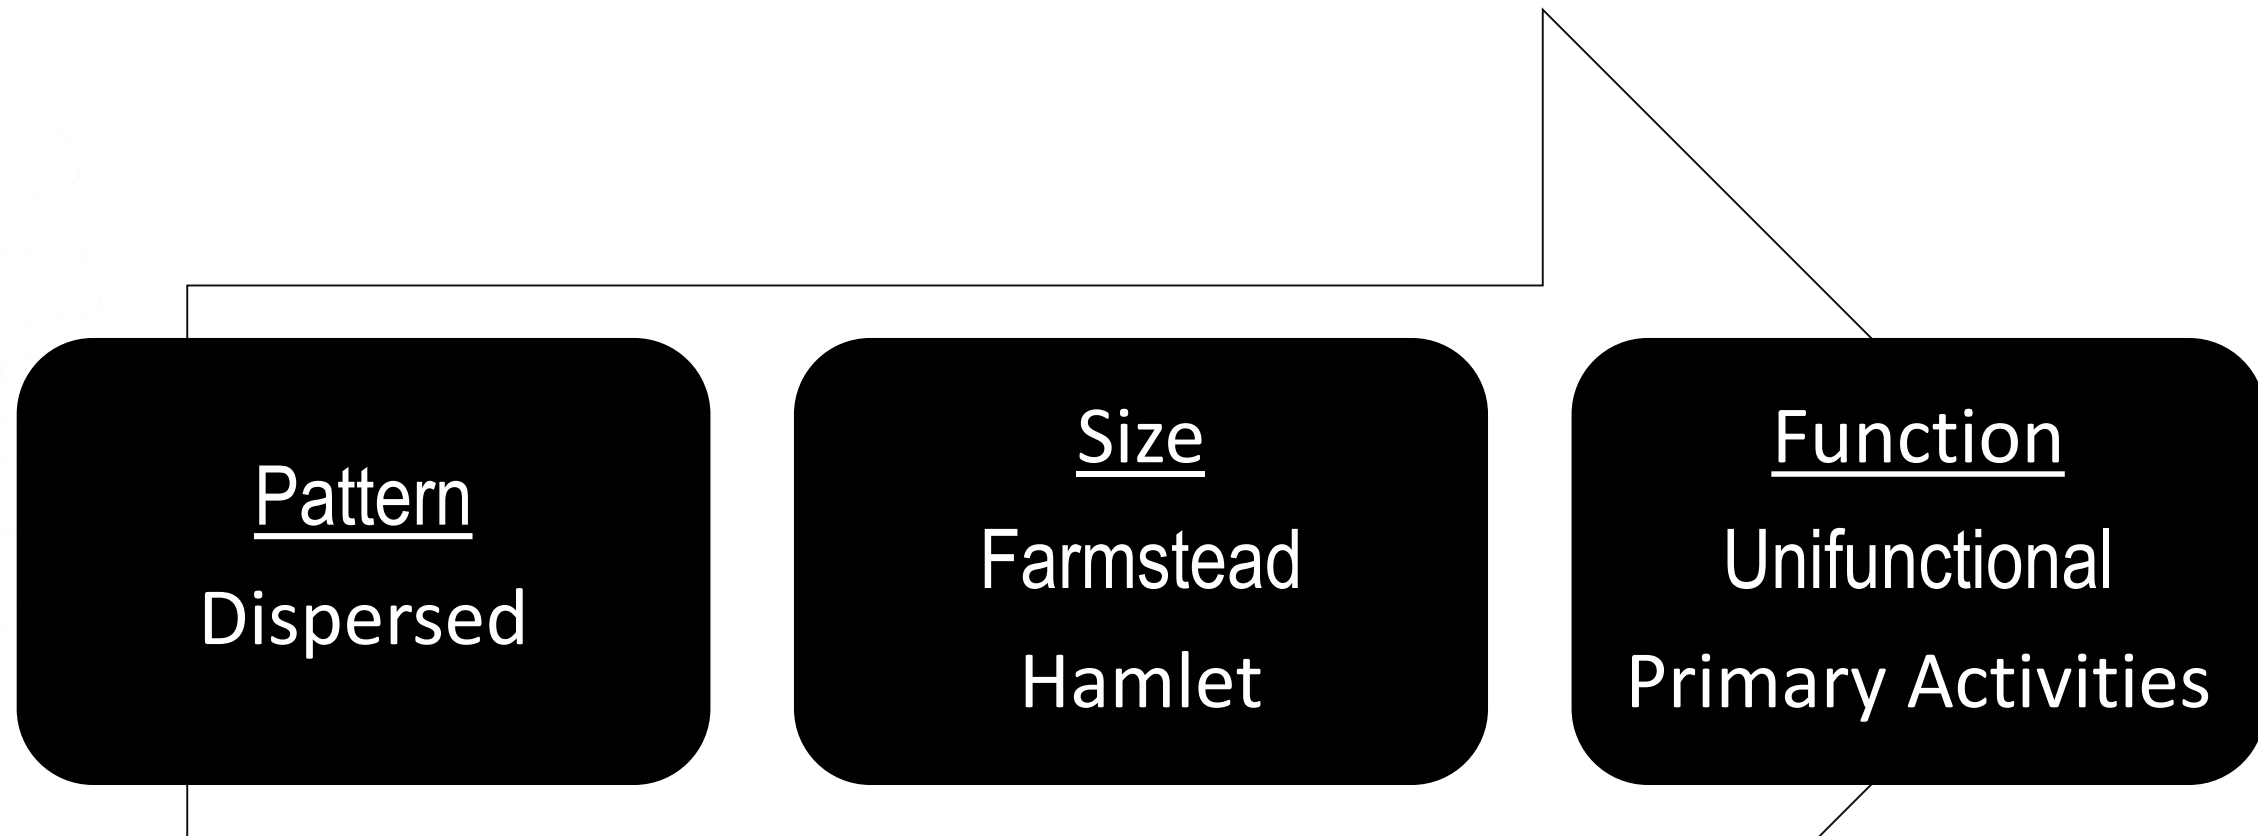 Pattern
Dispersed
Size
Farmstead
Hamlet
Function
Unifunctional
Primary Activities